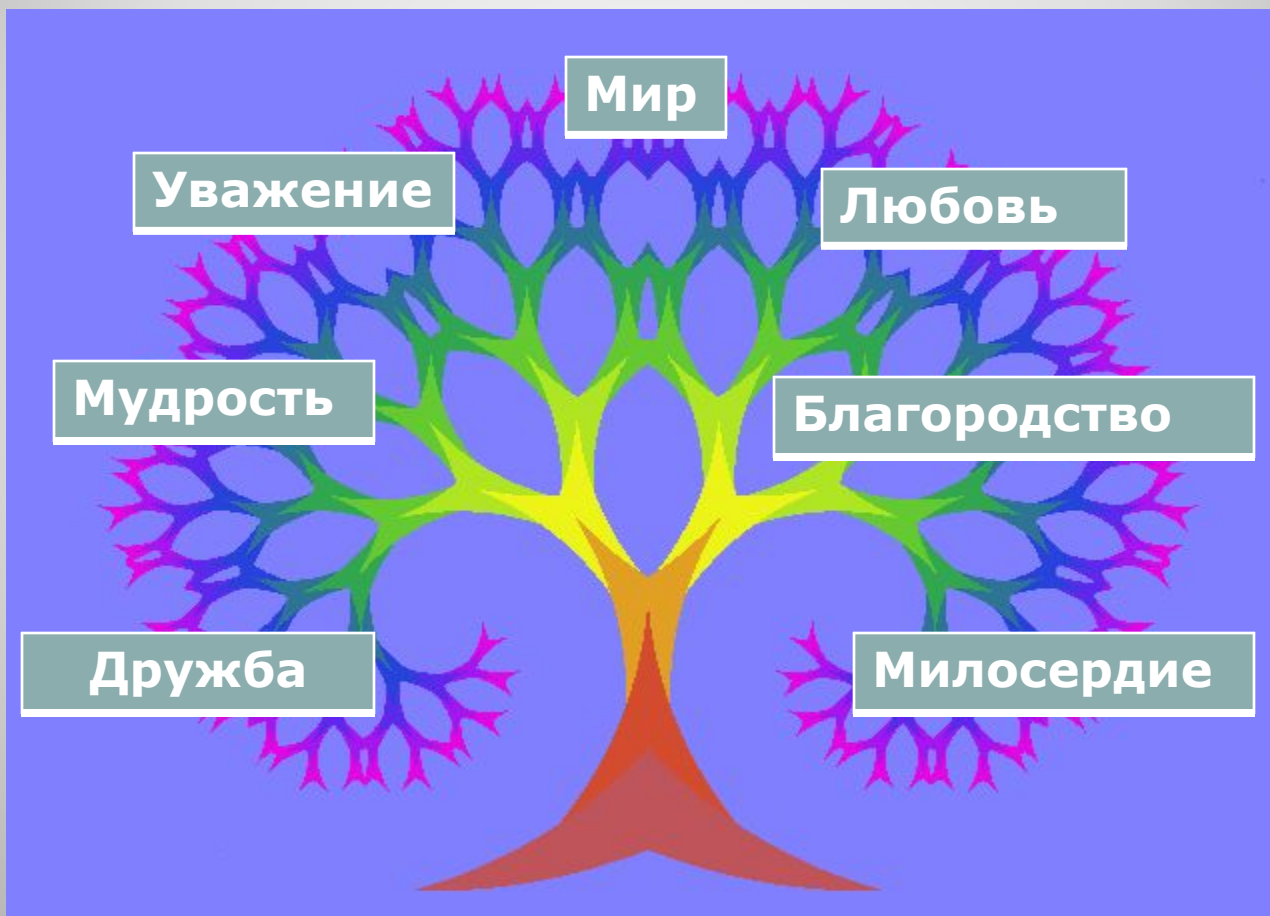 Мир
Уважение
Любовь
Мудрость
Благородство
Дружба
Милосердие